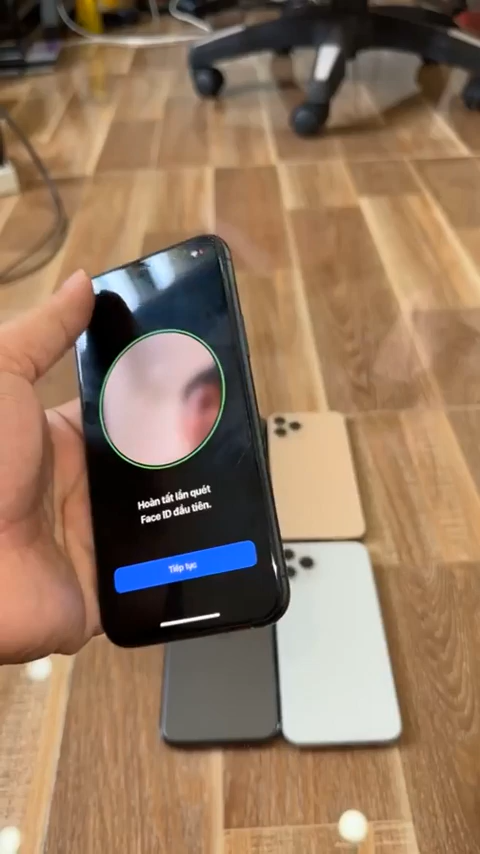 Hoàn tất lần quét
Face ID đầu tiên.
Tiếp tục